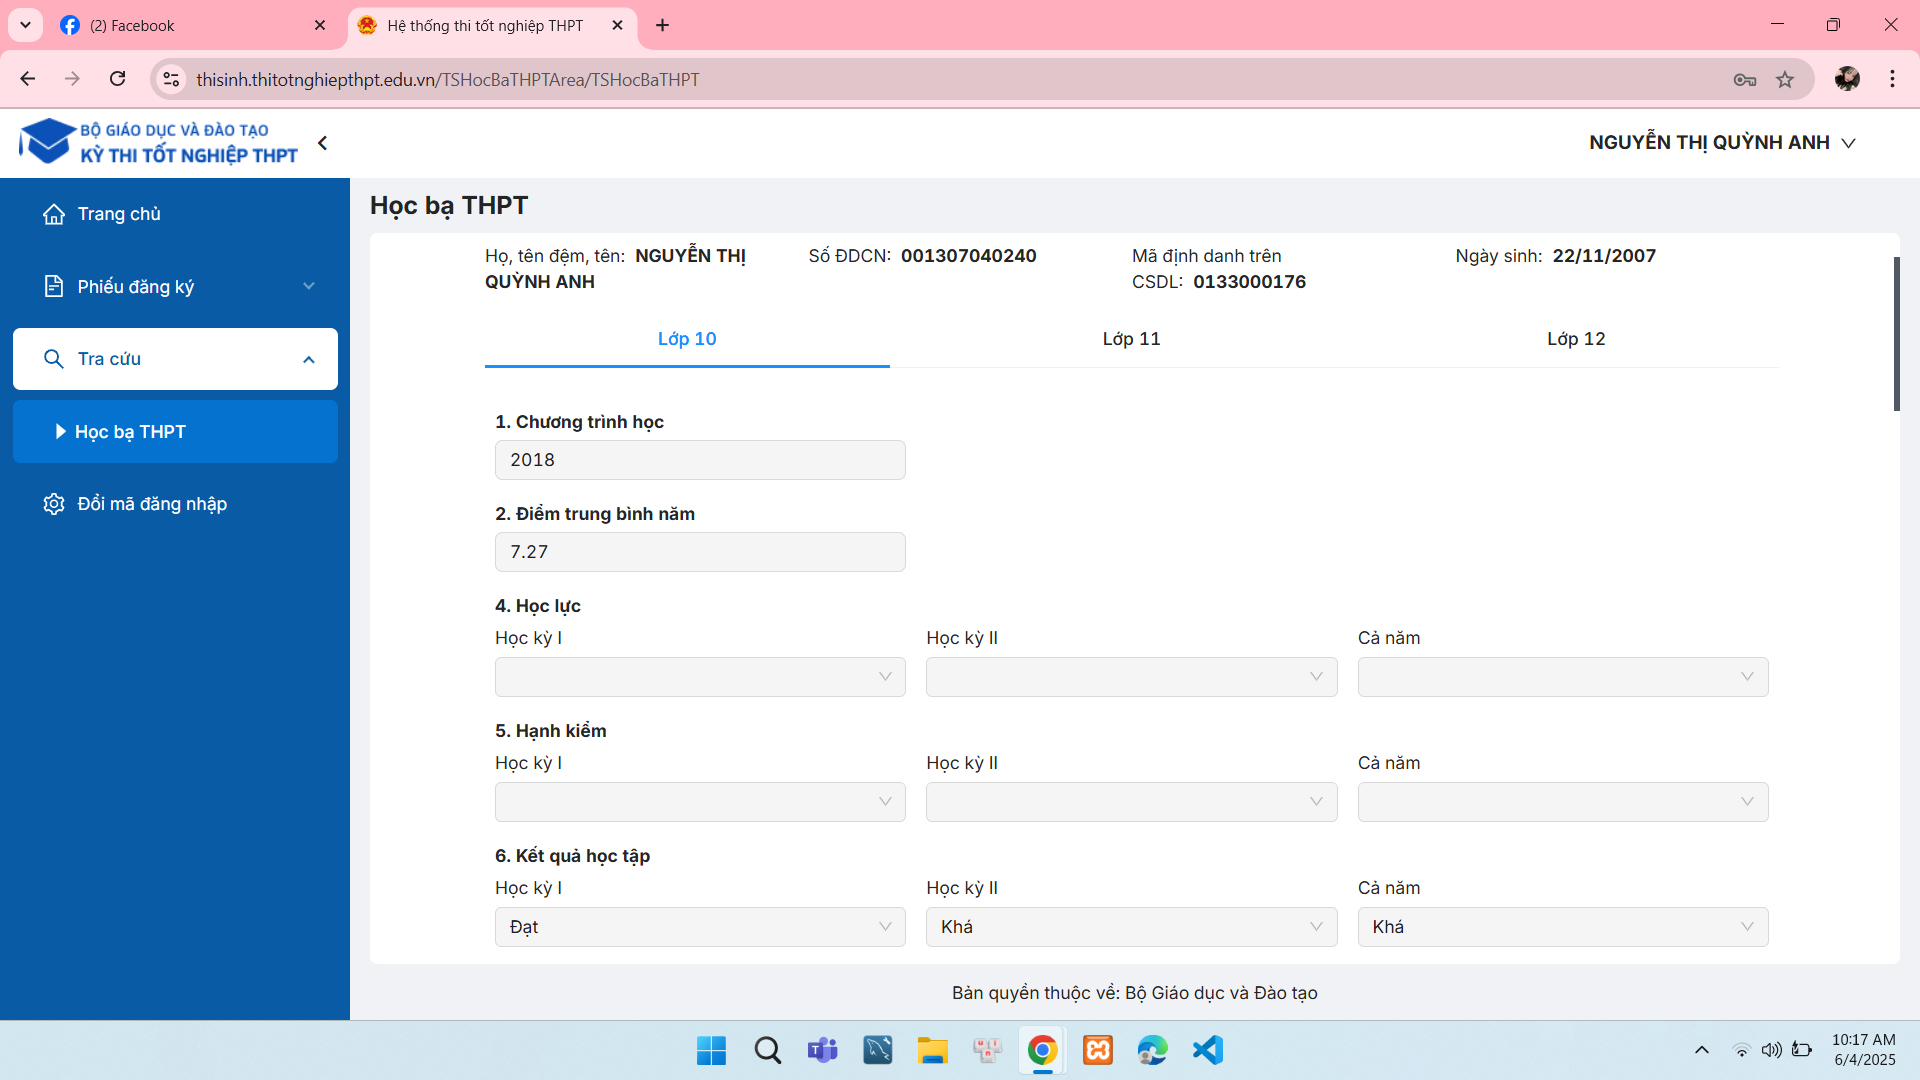 (2) Facebook
Hệ thống thi tốt nghiệp THPT
thisinh.thitotnghiepthpt.edu.vn/TSHocBaTHPTArea/TSHocBaTHPT
BỘ GIÁO DỤC VÀ ĐÀO TẠO
KỲ THI TỐT NGHIỆP THPT
NGUYỄN THỊ QUỲNH ANH
Trang chủ
Phiếu đăng ký
Tra cứu
Học bạ THPT
Đổi mã đăng nhập
Học bạ THPT
Họ, tên đệm, tên: NGUYỄN THỊ
QUỲNH ANH
Số ĐDCN: 001307040240
Mã định danh trên
CSDL: 0133000176
Ngày sinh: 22/11/2007
Lớp 10
Lớp 11
Lớp 12
1. Chương trình học
2018
2. Điểm trung bình năm
7.27
4. Học lực
Học kỳ I
Học kỳ II
Cả năm
5. Hạnh kiểm
Học kỳ I
Học kỳ II
Cả năm
6. Kết quả học tập
Học kỳ I
Học kỳ II
Cả năm
Đạt
Khá
Khá
Bản quyền thuộc về: Bộ Giáo dục và Đào tạo
10:17 AM
6/4/2025